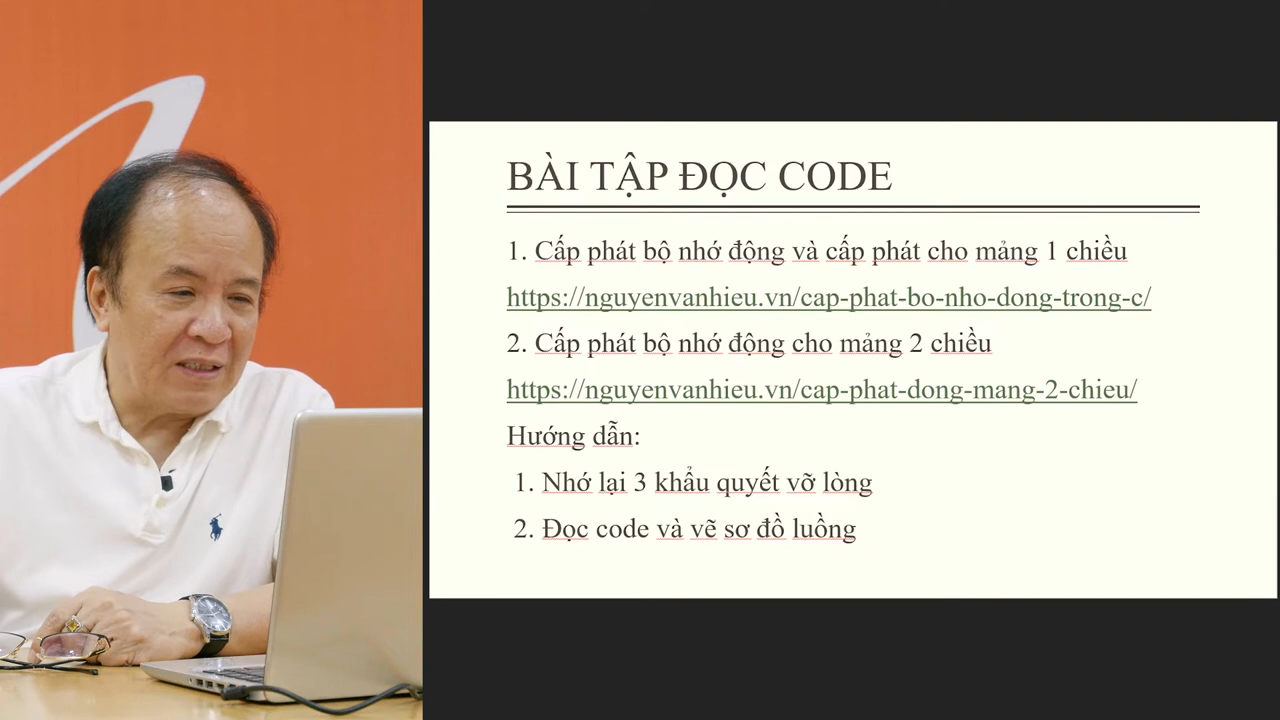 BÀI TẬP ĐỌC CODE
1. Cấp phát bộ nhớ động và cấp phát cho mảng 1 chiều
https://nguyenvanhieu.vn/cap-phat-bo-nho-dong-trong-c/
2. Cấp phát bộ nhớ động cho mảng 2 chiều
https://nguyenvanhieu.vn/cap-phat-dong-mang-2-chieu/
Hướng dẫn:
1. Nhớ lại 3 khẩu quyết vỡ lòng
2. Đọc code và vẽ sơ đồ luồng